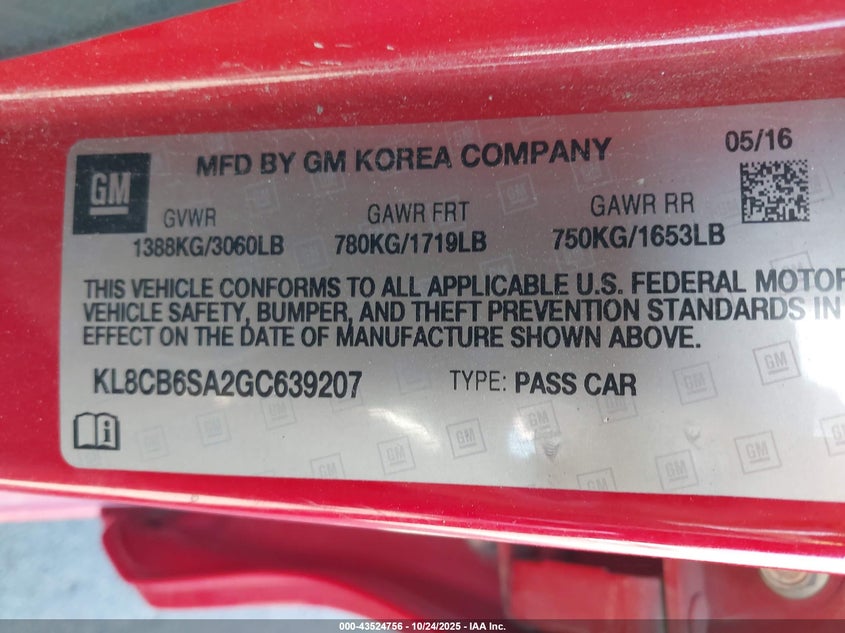 GM
MFD BY GM KOREA COMPANY
05/16
GVWR
GAWR FRT
GAWR RR
1388KG/3060LB
780KG/1719LB
750KG/1653LB
THIS VEHICLE CONFORMS TO ALL APPLICABLE U.S. FEDERAL MOTOR
VEHICLE SAFETY, BUMPER, AND THEFT PREVENTION STANDARDS IN
EFFECT ON THE DATE OF MANUFACTURE SHOWN ABOVE.
KL8CB6SA2GC639207
TYPE: PASS CAR
000-43524756 - 10/24/2025 - IAA Inc.